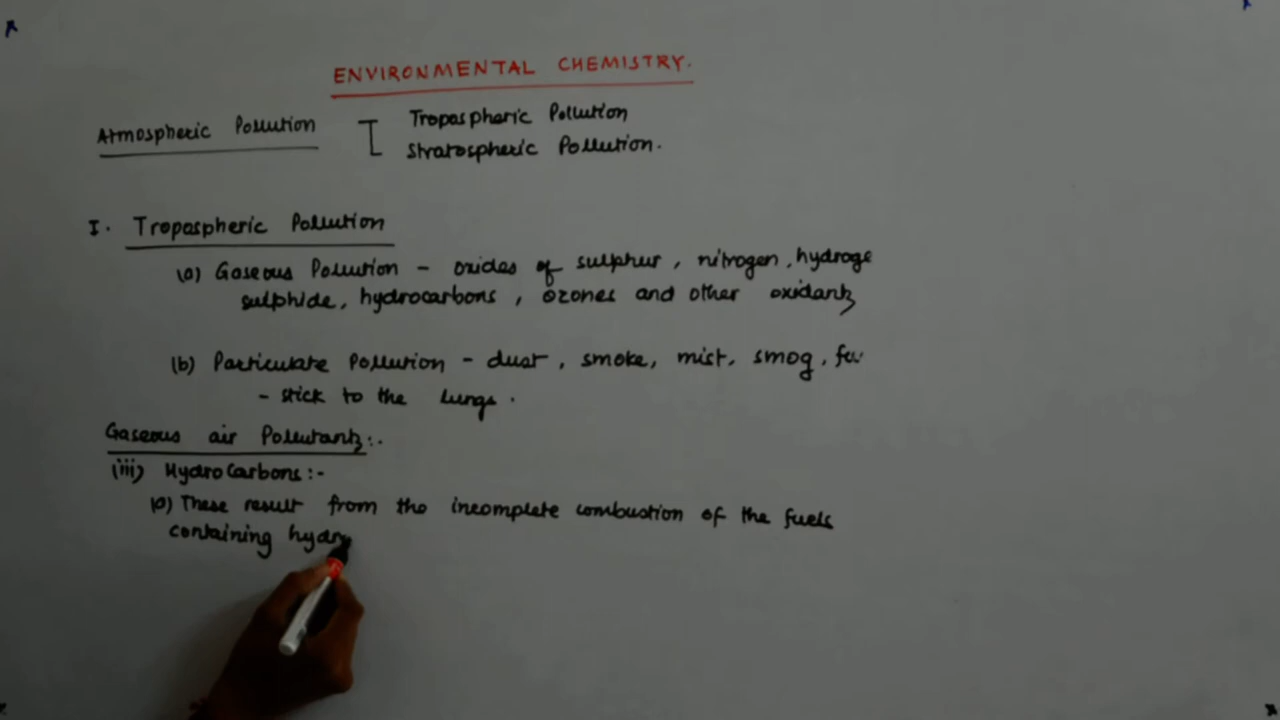 ENVIRONMENTAL CHEMISTRY.
Atmospheric Pollution
Tropospheric Pollution
Stratospheric Pollution.
I. Tropospheric Pollution
(a) Gaseous Pollution - oxides of sulphur, nitrogen, hydroge
sulphide, hydrocarbons, ozones and other oxidants
(b) Particulate Pollution - dust, smoke, mist, smog,
- stick to the lungs.
Gaseous air Pollutants:-
(iii) Hydrocarbons:-
(a) These result from the incomplete combustion of the fuels
containing hydr